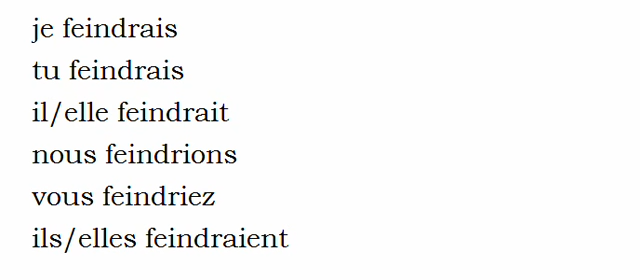 je feindrais
tu feindrais
il/elle feindrait
nous feindrions
vous feindriez
ils/elles feindraient